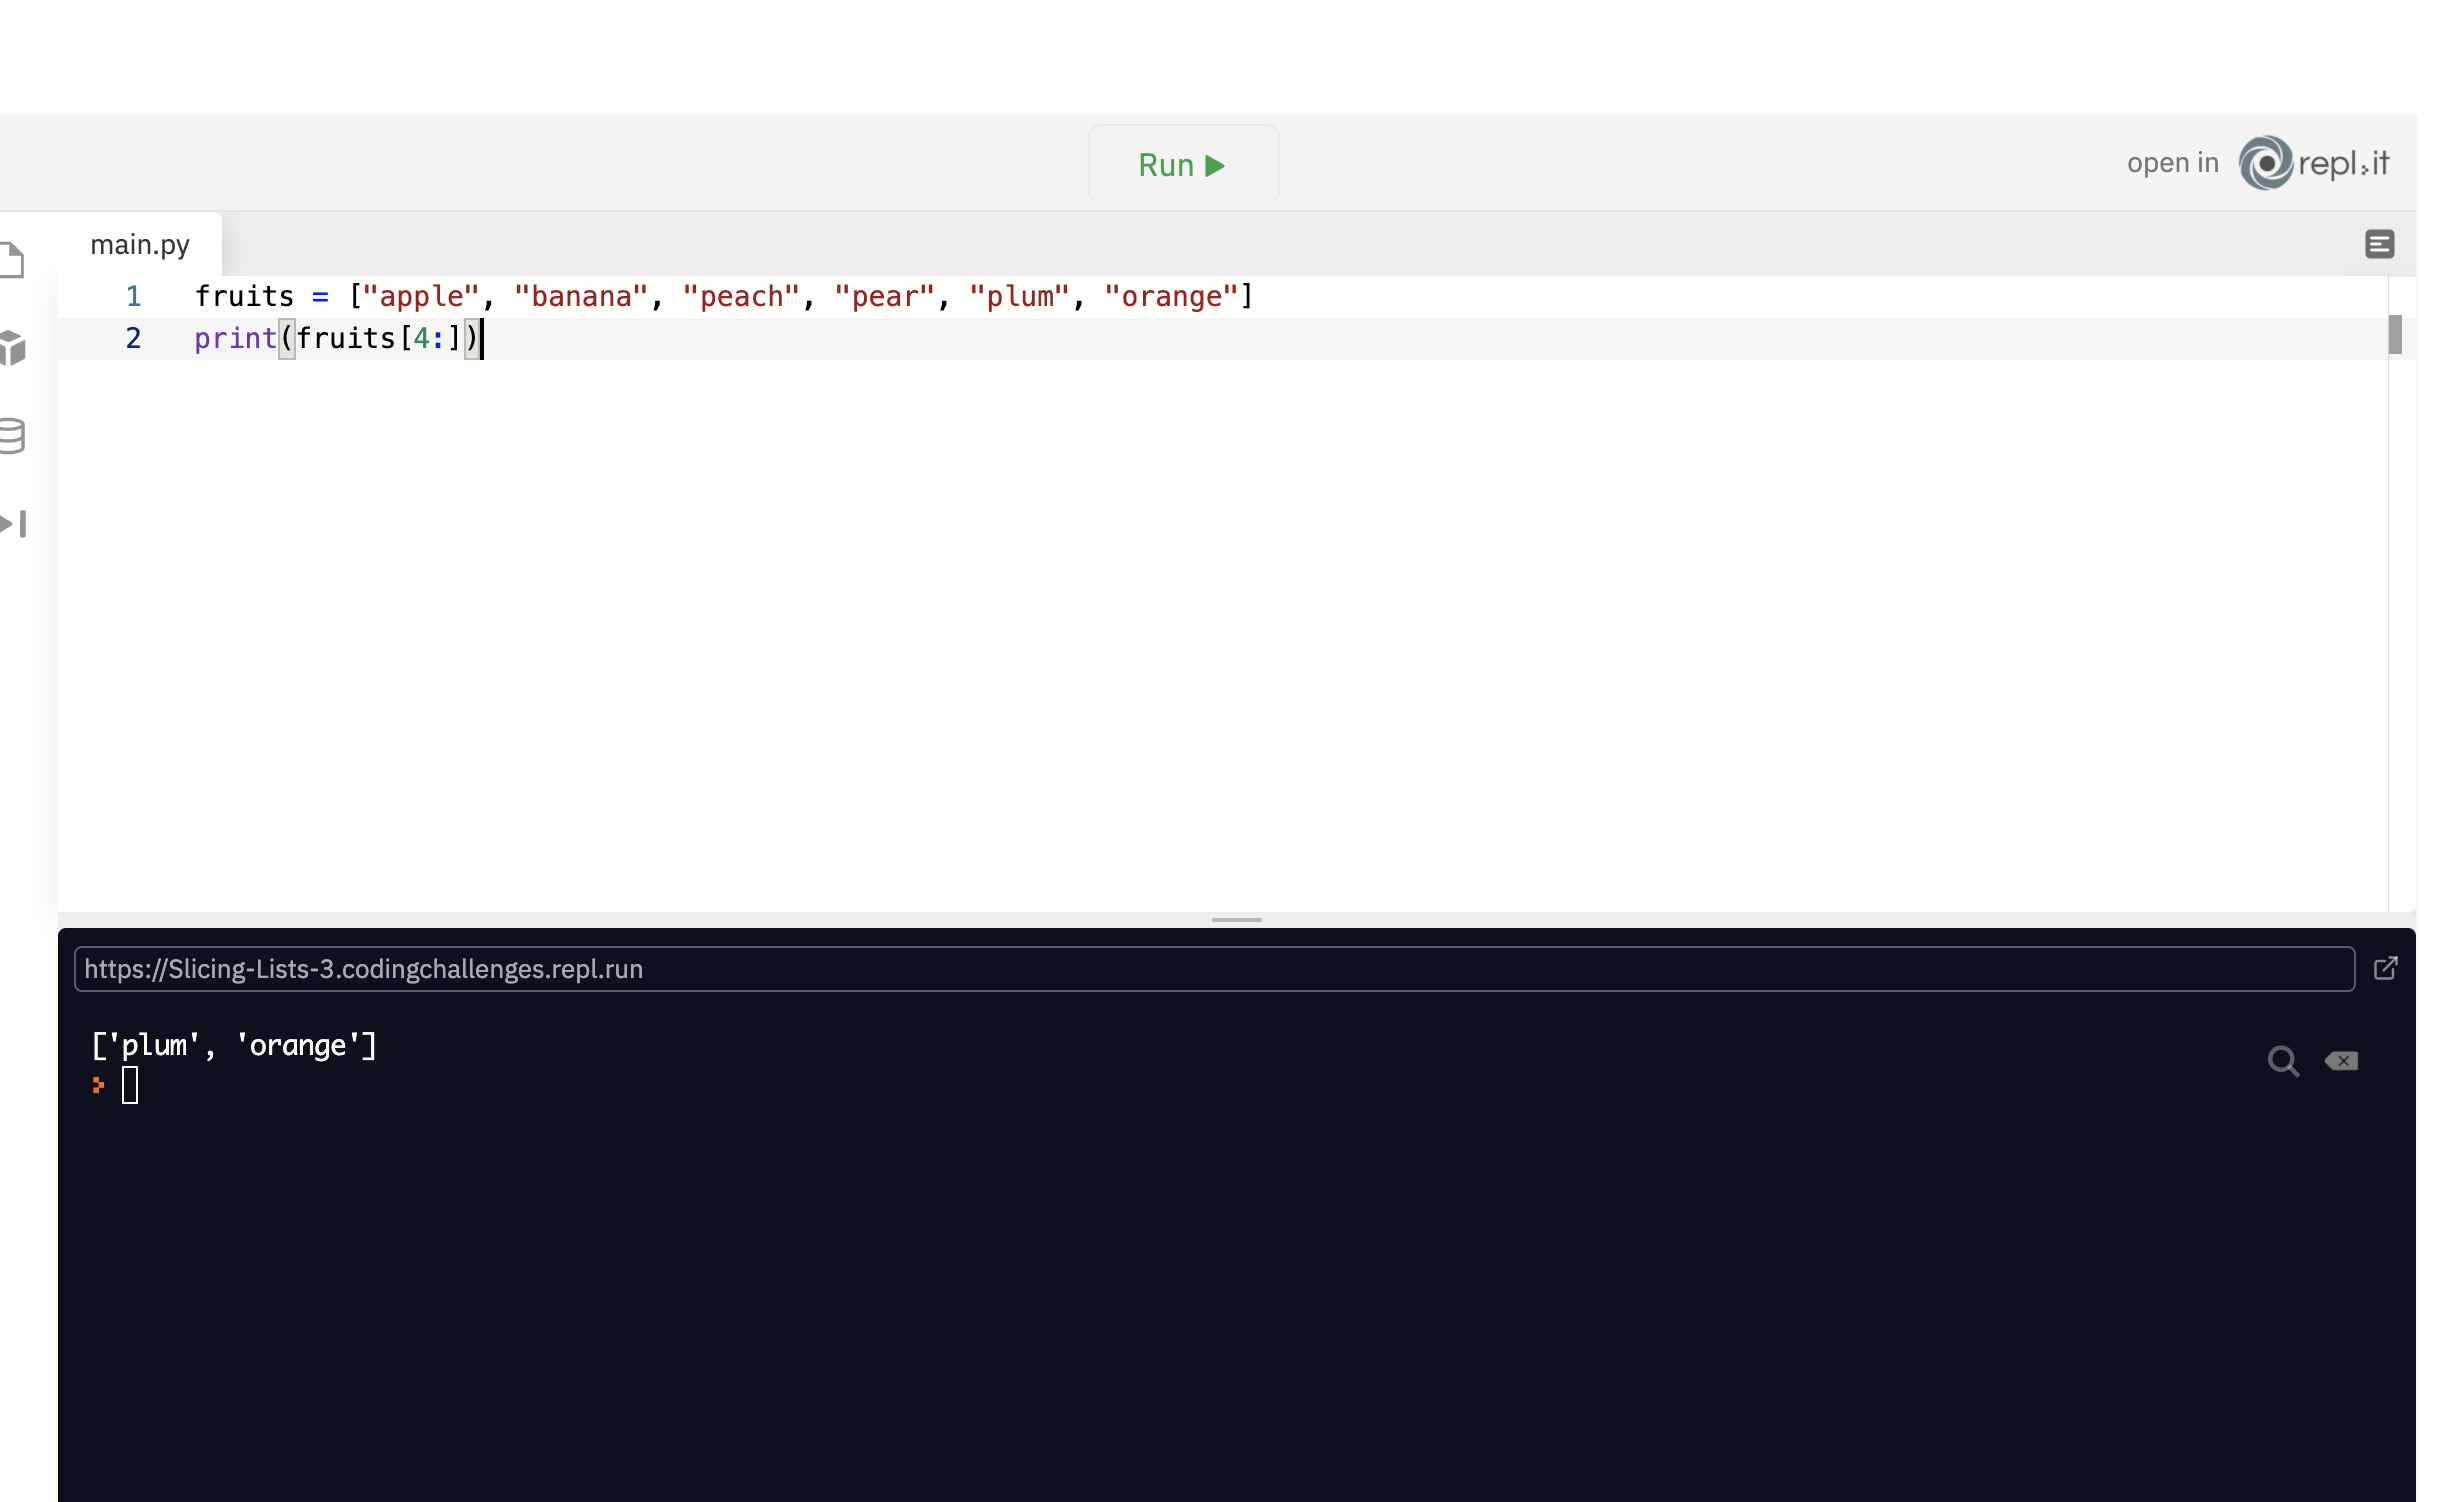 Run
open in repl.it
main.py
1 fruits = ["apple", "banana", "peach", "pear", "plum", "orange"]
2 print(fruits[4:])
https://Slicing-Lists-3.codingchallenges.repl.run
['plum', 'orange']